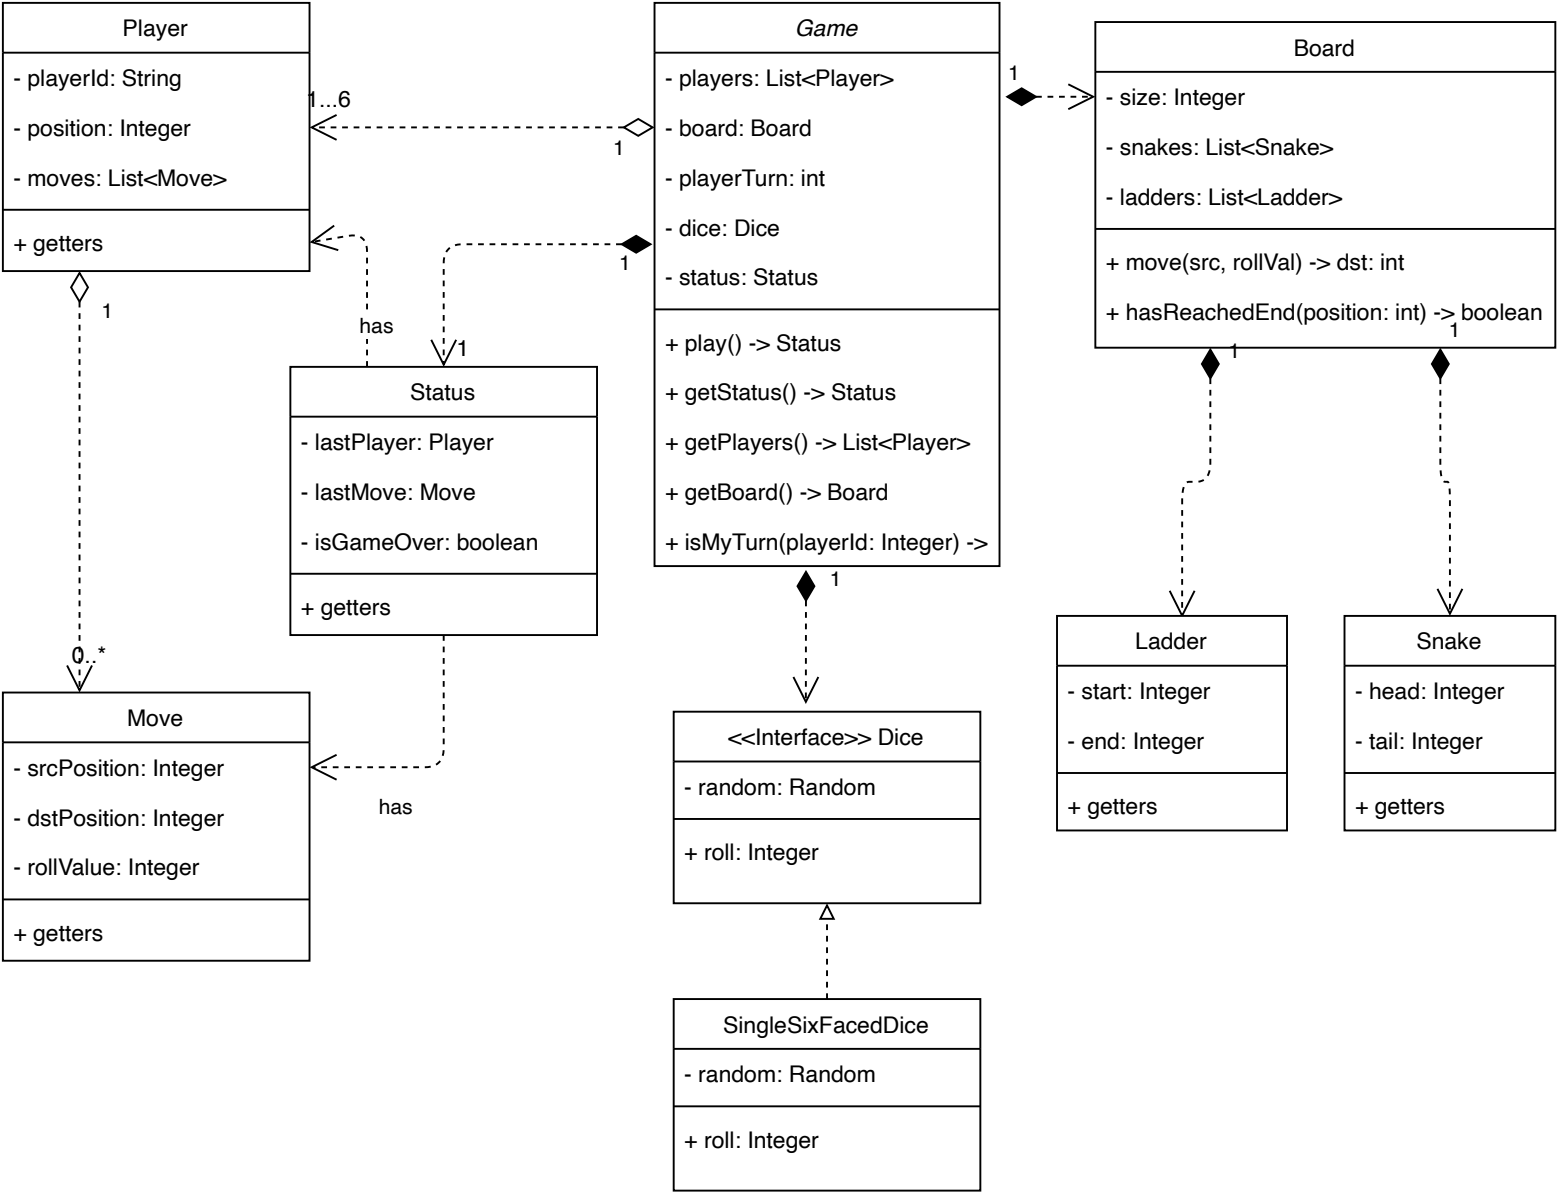 Player
- playerId: String
- position: Integer
- moves: List<Move>
+ getters
1...6
1
1
has
Game
- players: List<Player>
- board: Board
- playerTurn: int
- dice: Dice
- status: Status
+ play() -> Status
+ getStatus() -> Status
+ getPlayers() -> List<Player>
+ getBoard() -> Board
+ isMyTurn(playerId: Integer) ->
1
1
1
1
Board
- size: Integer
- snakes: List<Snake>
- ladders: List<Ladder>
+ move(src, rollVal) -> dst: int
+ hasReachedEnd(position: int) -> boolean
1
1
Status
- lastPlayer: Player
- lastMove: Move
- isGameOver: boolean
+ getters
has
0..*
Move
- srcPosition: Integer
- dstPosition: Integer
- rollValue: Integer
+ getters
<<Interface>> Dice
- random: Random
+ roll: Integer
Ladder
- start: Integer
- end: Integer
+ getters
Snake
- head: Integer
- tail: Integer
+ getters
SingleSixFacedDice
- random: Random
+ roll: Integer